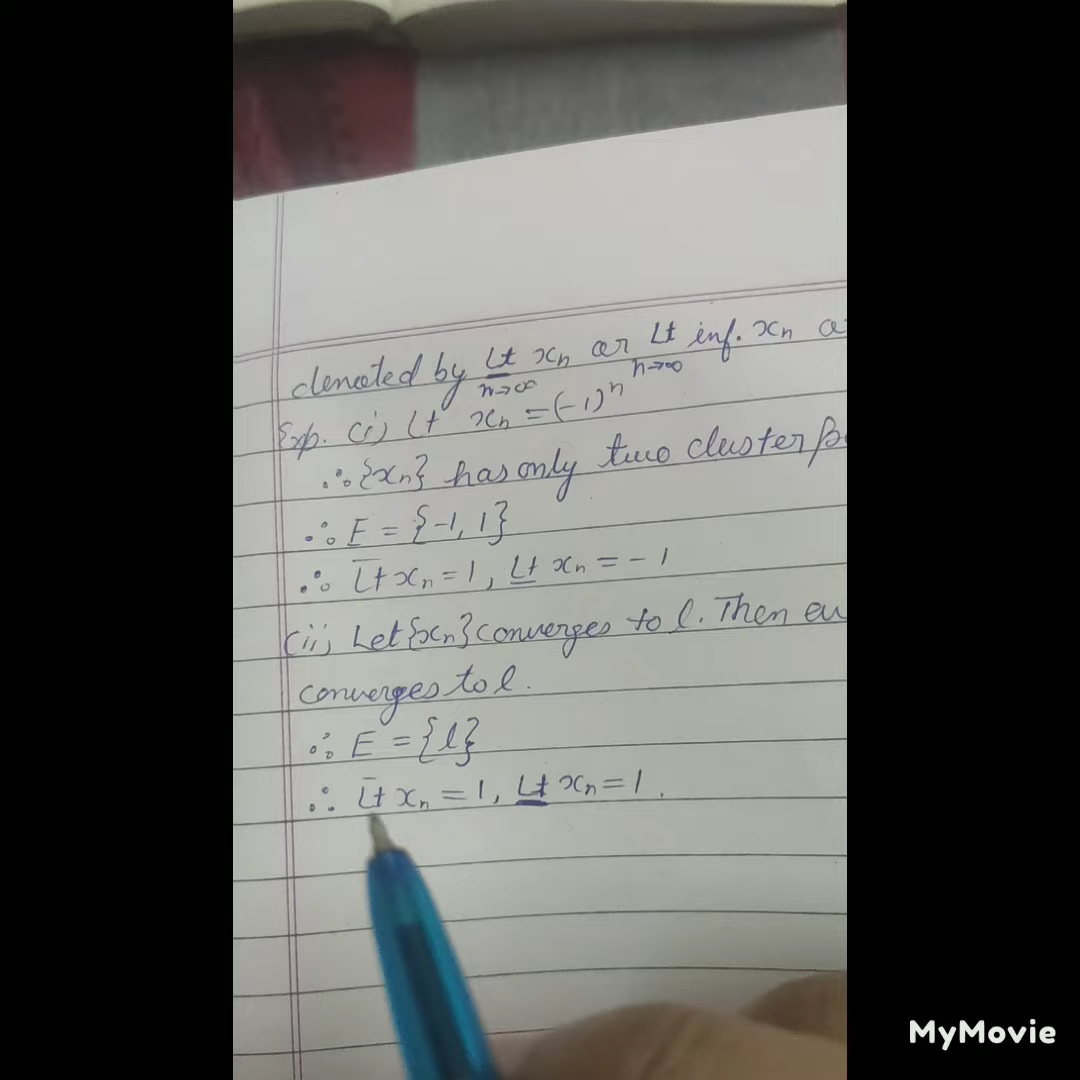 denoted by L̲t̲ xₙ or Lt inf. xₙ
n→∞ n→∞
Exp. (i) Lt xₙ = (-1)ⁿ
∴ {xₙ} has only two cluster
∴ E = {-1, 1}
∴ L̅t̅ xₙ = 1, L̲t̲ xₙ = -1
(ii) Let {xₙ} converges to l. Then
converges to l.
∴ E = {l}
∴ L̅t̅ xₙ = 1, L̲t̲ xₙ = 1.
MyMovie